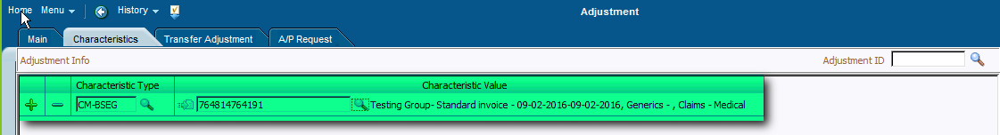 Home Menu History Adjustment
Main Characteristics Transfer Adjustment A/P Request
Adjustment Info Adjustment ID
Characteristic Type Characteristic Value
CM-BSEG 764814764191 Testing Group- Standard invoice - 09-02-2016-09-02-2016, Generics - , Claims - Medical